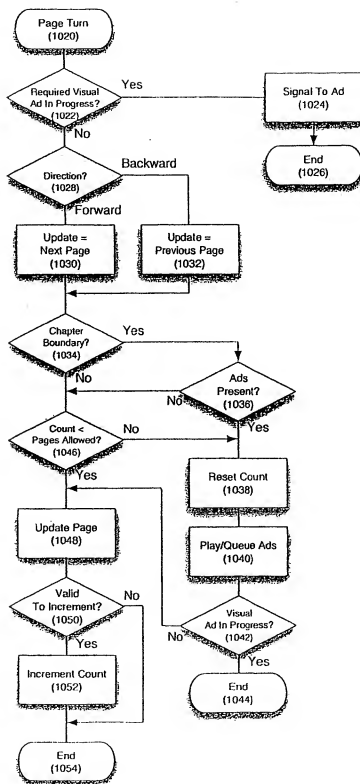 Page Turn
(1020)
Required Visual
Ad In Progress?
(1022)
Yes
Signal To Ad
(1024)
No
End
(1026)
Direction?
(1028)
Backward
Forward
Update =
Next Page
(1030)
Update =
Previous Page
(1032)
Chapter
Boundary?
(1034)
Yes
No
Ads
Present?
(1036)
No
Yes
Count <
Pages Allowed?
(1046)
No
Yes
Reset Count
(1038)
Update Page
(1048)
Play/Queue Ads
(1040)
Valid
To Increment?
(1050)
No
Yes
Visual
Ad In Progress?
(1042)
No
Yes
Increment Count
(1052)
End
(1044)
End
(1054)